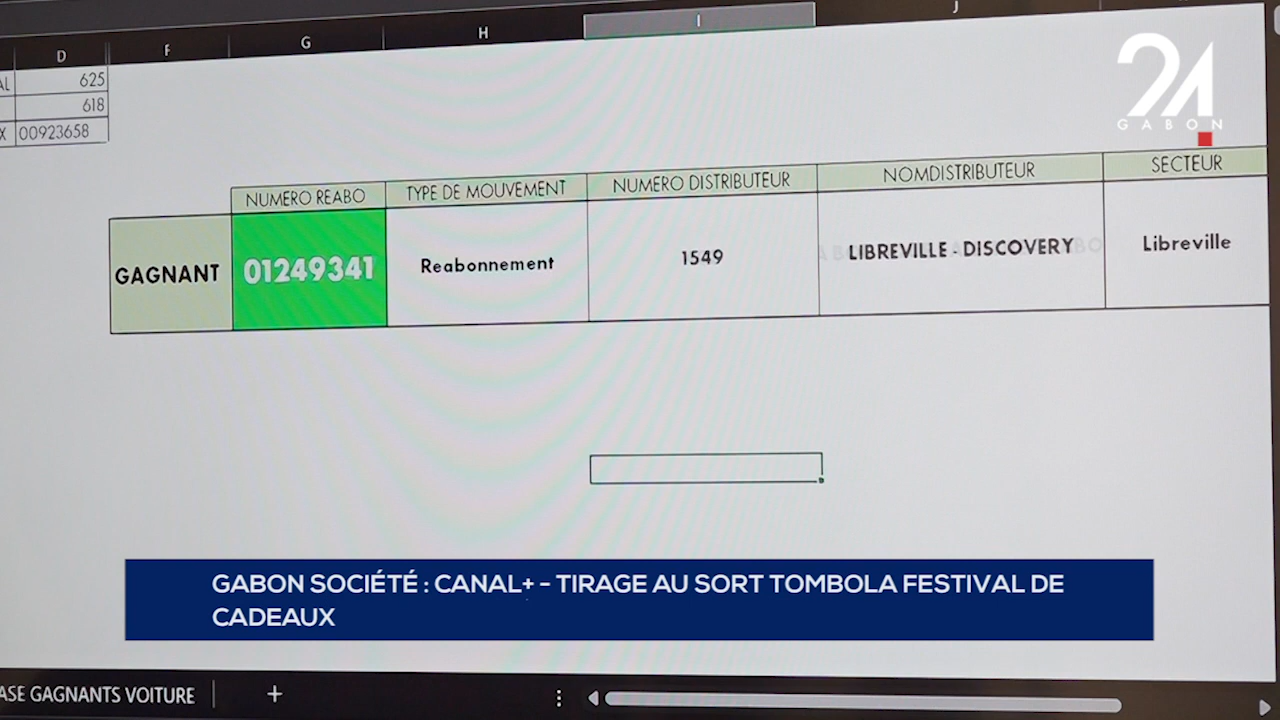 D F G H I J
24
GABON
625
618
00923658
NUMERO REABO TYPE DE MOUVEMENT NUMERO DISTRIBUTEUR NOMDISTRIBUTEUR SECTEUR
GAGNANT 01249341 Reabonnement 1549 LIBREVILLE - DISCOVERY Libreville
GABON SOCIÉTÉ : CANAL+ - TIRAGE AU SORT TOMBOLA FESTIVAL DE
CADEAUX
ASE GAGNANTS VOITURE +